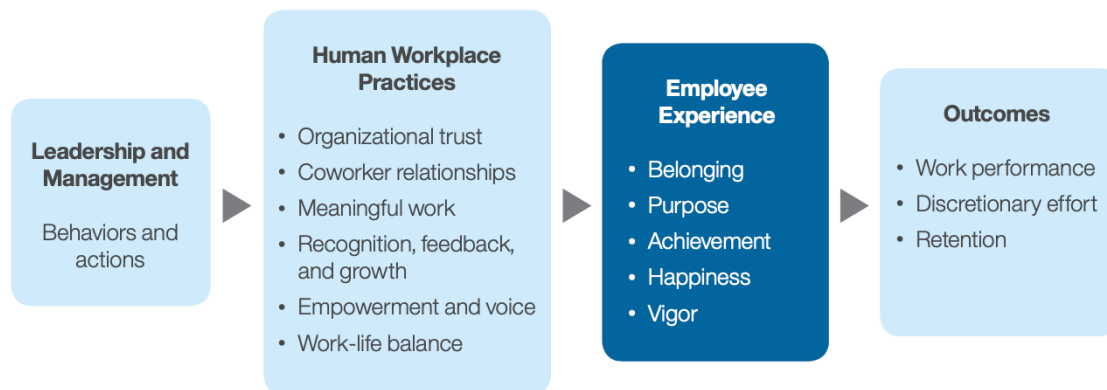 Leadership and
Management
Behaviors and
actions
Human Workplace
Practices
• Organizational trust
• Coworker relationships
• Meaningful work
• Recognition, feedback,
and growth
• Empowerment and voice
• Work-life balance
Employee
Experience
• Belonging
• Purpose
• Achievement
• Happiness
• Vigor
Outcomes
• Work performance
• Discretionary effort
• Retention